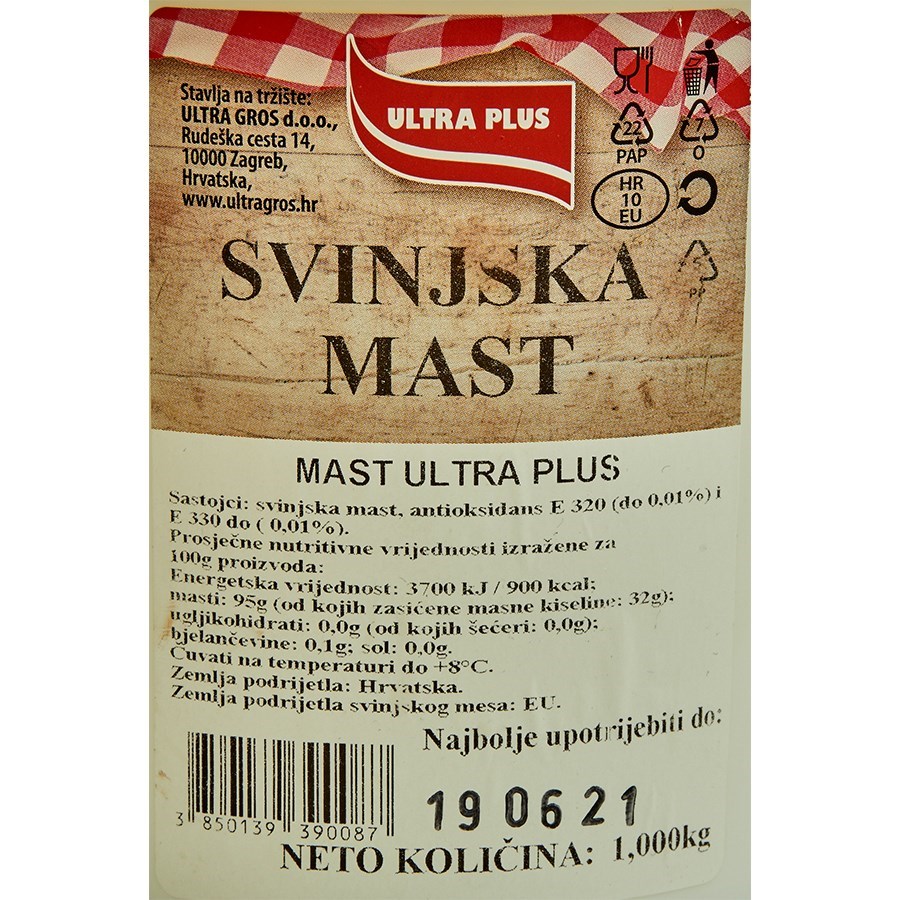 Stavlja na tržište:
ULTRA GROS d.o.o.,
Rudeška cesta 14,
10000 Zagreb,
Hrvatska,
www.ultragros.hr
ULTRA PLUS
22
PAP
7
O
HR
10
EU
PP
SVINJSKA
MAST
MAST ULTRA PLUS
Sastojci: svinjska mast, antioksidans E 320 (do 0,01%) i
E 330 do ( 0,01%).
Prosječne nutritivne vrijednosti izražene za
100g proizvoda:
Energetska vrijednost: 3700 kJ / 900 kcal;
masti: 95g (od kojih zasićene masne kiseline: 32g);
ugljikohidrati: 0,0g (od kojih šećeri: 0,0g);
bjelančevine: 0,1g; sol: 0,0g.
Čuvati na temperaturi do +8°C.
Zemlja podrijetla: Hrvatska.
Zemlja podrijetla svinjskog mesa: EU.
Najbolje upotrijebiti do:
19 06 21
3 850139 390087
NETO KOLIČINA: 1,000kg